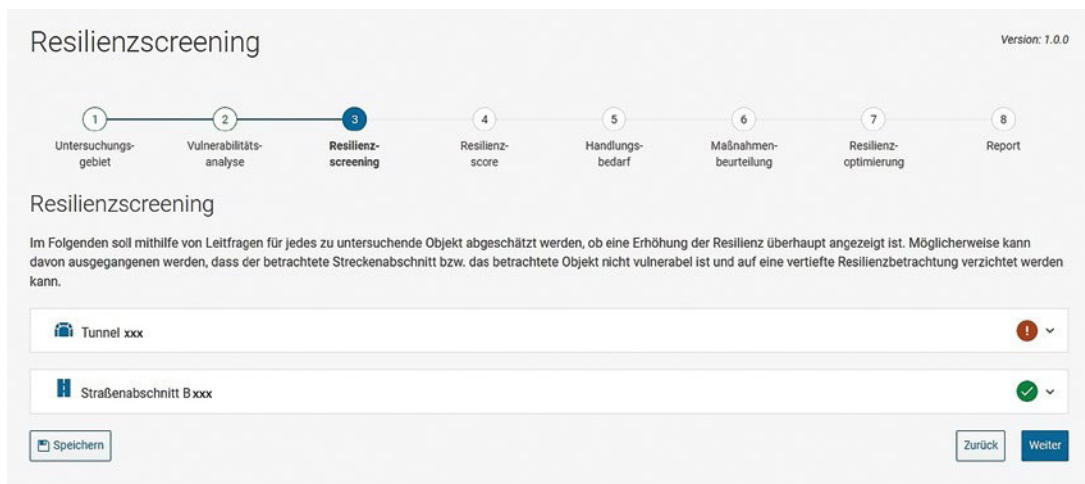 Resilienzscreening
Version: 1.0.0
1
2
3
4
5
6
7
8
Untersuchungs-
gebiet
Vulnerabilitäts-
analyse
Resilienz-
screening
Resilienz-
score
Handlungs-
bedarf
Maßnahmen-
beurteilung
Resilienz-
optimierung
Report
Resilienzscreening
Im Folgenden soll mithilfe von Leitfragen für jedes zu untersuchende Objekt abgeschätzt werden, ob eine Erhöhung der Resilienz überhaupt angezeigt ist. Möglicherweise kann
davon ausgegangenen werden, dass der betrachtete Streckenabschnitt bzw. das betrachtete Objekt nicht vulnerabel ist und auf eine vertiefte Resilienzbetrachtung verzichtet werden
kann.
Tunnel xxx
Straßenabschnitt B xxx
Speichern
Zurück
Weiter